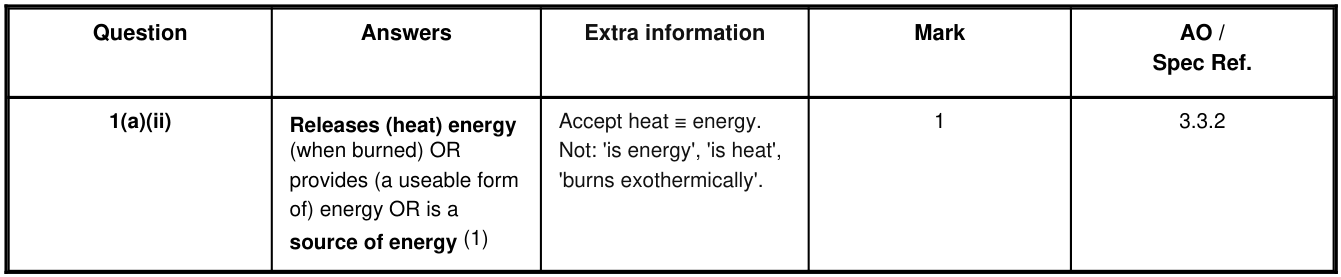 Question
Answers
Extra information
Mark
AO /
Spec Ref.
1(a)(ii)
Releases (heat) energy
(when burned) OR
provides (a useable form
of) energy OR is a
source of energy (1)
Accept heat ≡ energy.
Not: 'is energy', 'is heat',
'burns exothermically'.
1
3.3.2